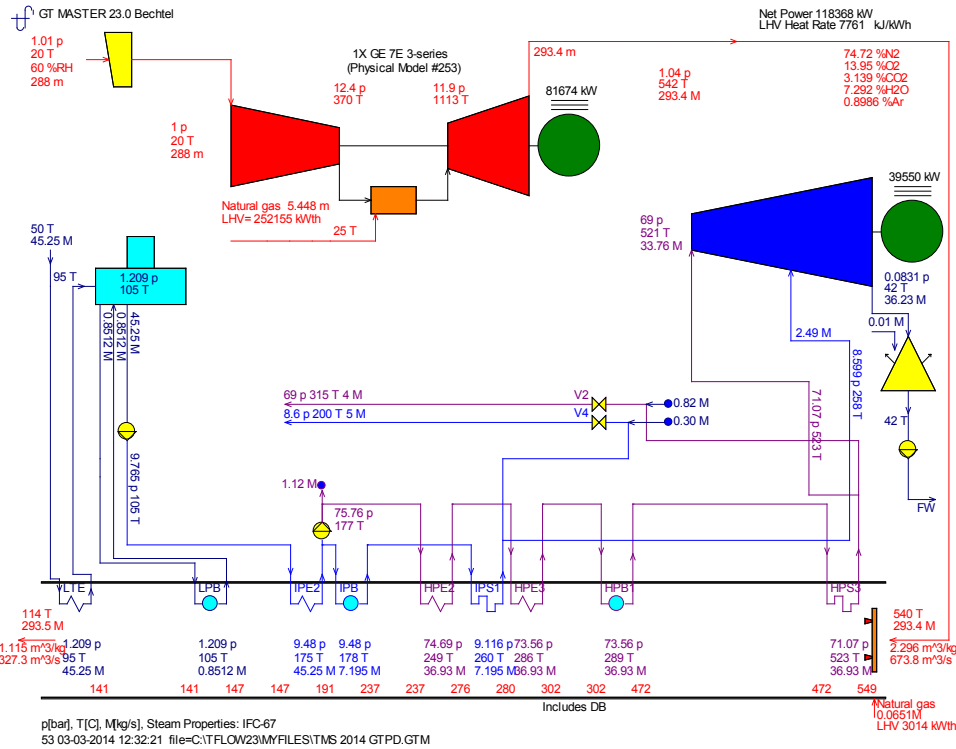 GT MASTER 23.0 Bechtel
Net Power 118368 kW
LHV Heat Rate 7761 kJ/kWh
1.01 p
20 T
60 %RH
288 m
1X GE 7E 3-series
(Physical Model #253)
12.4 p
370 T
11.9 p
1113 T
293.4 m
81674 kW
1.04 p
542 T
293.4 M
74.72 %N2
13.95 %O2
3.139 %CO2
7.292 %H2O
0.8986 %Ar
1 p
20 T
288 m
Natural gas 5.448 m
LHV= 252155 kWth
25 T
39550 kW
69 p
521 T
33.76 M
50 T
45.25 M
95 T
1.209 p
105 T
0.0831 p
42 T
36.23 M
0.01 M
0.8512 M
0.8512 M
45.25 M
2.49 M
8.599 p 258 T
71.07 p 523 T
69 p 315 T 4 M
V2
0.82 M
8.6 p 200 T 5 M
V4
0.30 M
42 T
FW
9.765 p 105 T
1.12 M
75.76 p
177 T
LTE
LPB
IPE2
IPB
HPE2
IPS1
HPE3
HPB1
HPS3
114 T
293.5 M
1.115 m^3/kg
327.3 m^3/s
1.209 p
95 T
45.25 M
1.209 p
105 T
0.8512 M
9.48 p
175 T
45.25 M
9.48 p
178 T
7.195 M
74.69 p
249 T
36.93 M
9.116 p
260 T
7.195 M
73.56 p
286 T
36.93 M
73.56 p
289 T
36.93 M
71.07 p
523 T
36.93 M
540 T
293.4 M
2.296 m^3/kg
673.8 m^3/s
141 141 147 147 191 237 237 276 280 302 302 472 472 549
Includes DB
Natural gas
0.0651M
LHV 3014 kWth
p[bar], T[C], M[kg/s], Steam Properties: IFC-67
53 03-03-2014 12:32:21 file=C:\TFLOW23\MYFILES\TMS 2014 GTPD.GTM